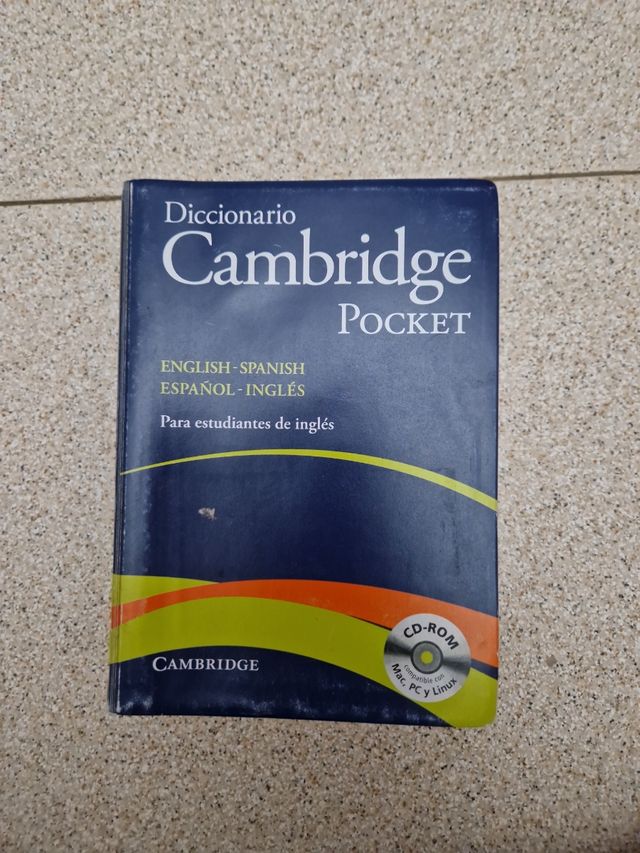 Diccionario
Cambridge
POCKET
ENGLISH - SPANISH
ESPAÑOL - INGLÉS
Para estudiantes de inglés
CAMBRIDGE
CD-ROM
compatible con
Mac, PC y Linux